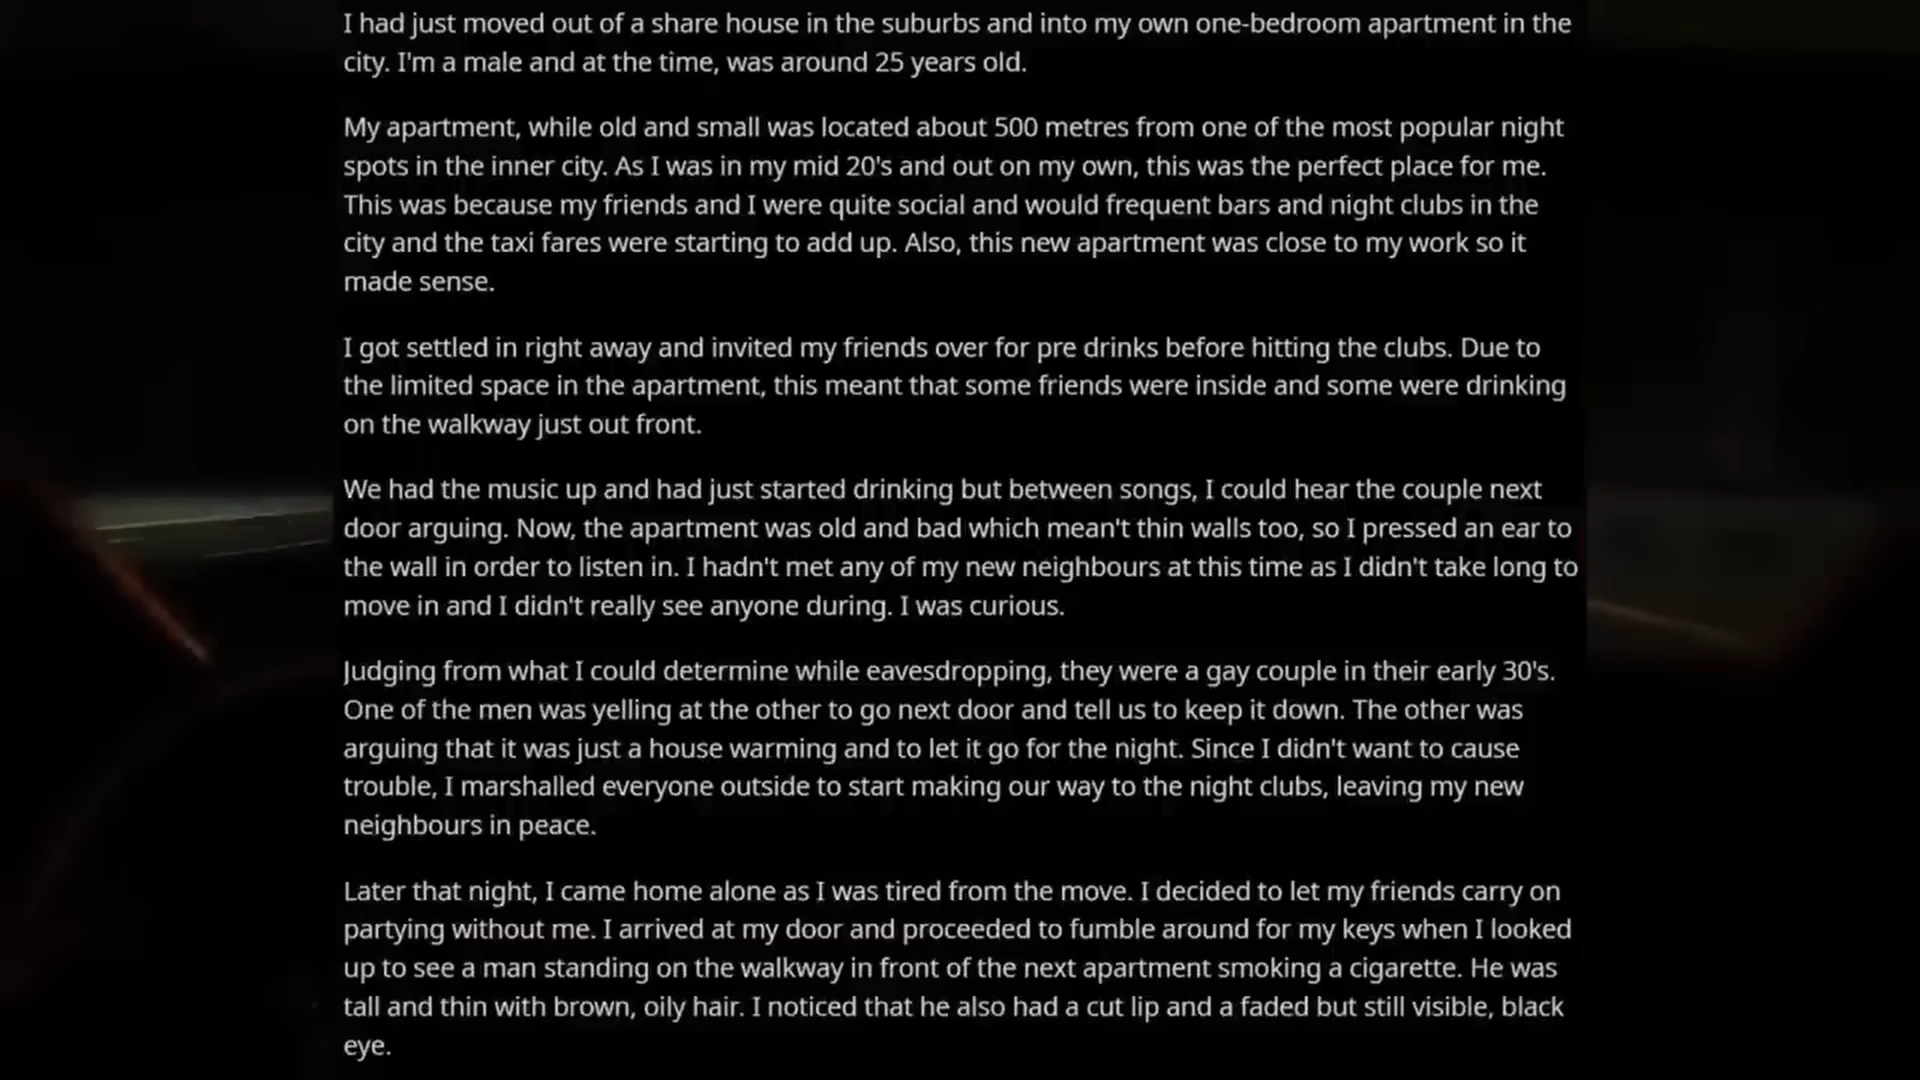 I had just moved out of a share house in the suburbs and into my own one-bedroom apartment in the
city. I'm a male and at the time, was around 25 years old.
My apartment, while old and small was located about 500 metres from one of the most popular night
spots in the inner city. As I was in my mid 20's and out on my own, this was the perfect place for me.
This was because my friends and I were quite social and would frequent bars and night clubs in the
city and the taxi fares were starting to add up. Also, this new apartment was close to my work so it
made sense.
I got settled in right away and invited my friends over for pre drinks before hitting the clubs. Due to
the limited space in the apartment, this meant that some friends were inside and some were drinking
on the walkway just out front.
We had the music up and had just started drinking but between songs, I could hear the couple next
door arguing. Now, the apartment was old and bad which mean't thin walls too, so I pressed an ear to
the wall in order to listen in. I hadn't met any of my new neighbours at this time as I didn't take long to
move in and I didn't really see anyone during. I was curious.
Judging from what I could determine while eavesdropping, they were a gay couple in their early 30's.
One of the men was yelling at the other to go next door and tell us to keep it down. The other was
arguing that it was just a house warming and to let it go for the night. Since I didn't want to cause
trouble, I marshalled everyone outside to start making our way to the night clubs, leaving my new
neighbours in peace.
Later that night, I came home alone as I was tired from the move. I decided to let my friends carry on
partying without me. I arrived at my door and proceeded to fumble around for my keys when I looked
up to see a man standing on the walkway in front of the next apartment smoking a cigarette. He was
tall and thin with brown, oily hair. I noticed that he also had a cut lip and a faded but still visible, black
eye.